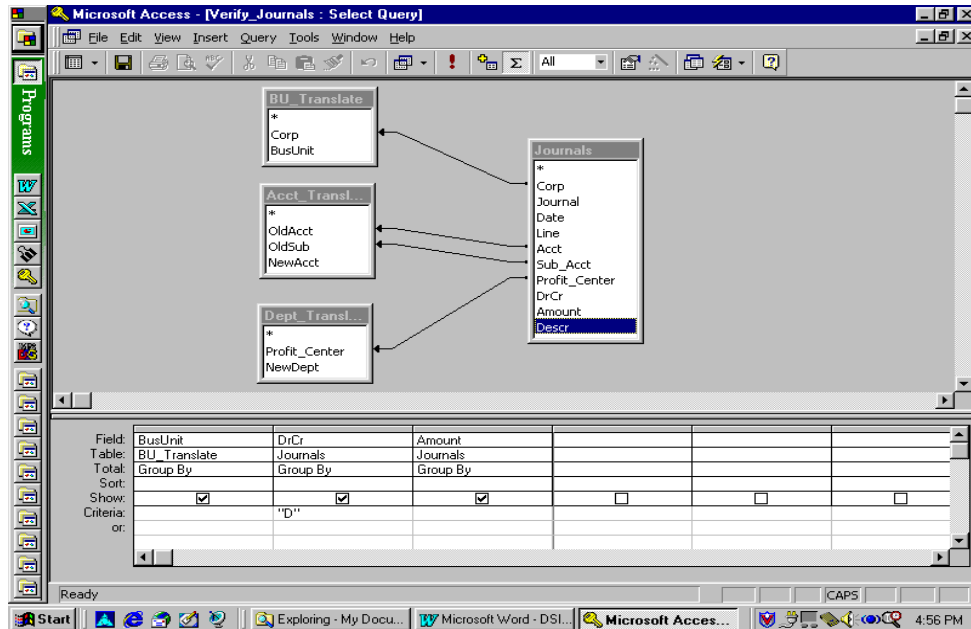 Microsoft Access - [Verify_Journals : Select Query]
File Edit View Insert Query Tools Window Help
All
Programs
BU_Translate
*
Corp
BusUnit
Acct_Transl...
*
OldAcct
OldSub
NewAcct
Dept_Transl...
*
Profit_Center
NewDept
Journals
*
Corp
Journal
Date
Line
Acct
Sub_Acct
Profit_Center
DrCr
Amount
Descr
Field: BusUnit DrCr Amount
Table: BU_Translate Journals Journals
Total: Group By Group By Group By
Sort:
Show:
Criteria: "D"
or:
Ready CAPS
Start Exploring - My Docu... Microsoft Word - DSI... Microsoft Acces... 4:56 PM